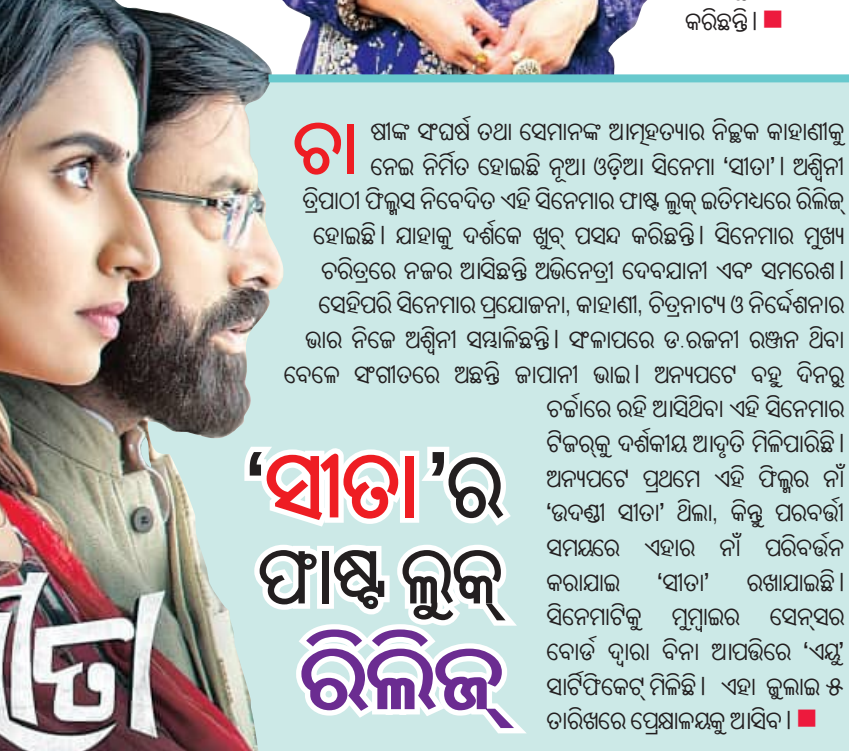 କରିଛନ୍ତି। 
ଚାଷୀଙ୍କ ସଂଘର୍ଷ ତଥା ସେମାନଙ୍କ ଆତ୍ମହତ୍ୟାର ନିଚ୍ଛକ କାହାଣୀକୁ
ନେଇ ନିର୍ମିତ ହୋଇଛି ନୂଆ ଓଡ଼ିଆ ସିନେମା ‘ସୀତା’। ଅଶ୍ୱିନୀ
ତ୍ରିପାଠୀ ଫିଲ୍ମସ ନିବେଦିତ ଏହି ସିନେମାର ଫାଷ୍ଟ ଲୁକ୍ ଇତିମଧ୍ୟରେ ରିଲିଜ୍
ହୋଇଛି। ଯାହାକୁ ଦର୍ଶକେ ଖୁବ୍ ପସନ୍ଦ କରିଛନ୍ତି। ସିନେମାର ମୁଖ୍ୟ
ଚରିତ୍ରରେ ନଜର ଆସିଛନ୍ତି ଅଭିନେତ୍ରୀ ଦେବଯାନୀ ଏବଂ ସମରେଶ।
ସେହିପରି ସିନେମାର ପ୍ରଯୋଜନା, କାହାଣୀ, ଚିତ୍ରନାଟ୍ୟ ଓ ନିର୍ଦ୍ଦେଶନାର
ଭାର ନିଜେ ଅଶ୍ୱିନୀ ସମ୍ଭାଳିଛନ୍ତି। ସଂଳାପରେ ଡ.ରଜନୀ ରଞ୍ଜନ ଥିବା
ବେଳେ ସଂଗୀତରେ ଅଛନ୍ତି ଜାପାନୀ ଭାଇ। ଅନ୍ୟପଟେ ବହୁ ଦିନରୁ
ଚର୍ଚ୍ଚାରେ ରହି ଆସିଥିବା ଏହି ସିନେମାର
ଟିଜର୍‌କୁ ଦର୍ଶକୀୟ ଆଦୃତି ମିଳିପାରିଛି।
ଅନ୍ୟପଟେ ପ୍ରଥମେ ଏହି ଫିଲ୍ମର ନାଁ
‘ଉଦଣ୍ଡୀ ସୀତା’ ଥିଲା, କିନ୍ତୁ ପରବର୍ତ୍ତୀ
ସମୟରେ ଏହାର ନାଁ ପରିବର୍ତ୍ତନ
କରାଯାଇ ‘ସୀତା’ ରଖାଯାଇଛି।
ସିନେମାଟିକୁ ମୁମ୍ବାଇର ସେନ୍‌ସର
ବୋର୍ଡ ଦ୍ୱାରା ବିନା ଆପତ୍ତିରେ ‘ଏୟୁ’
ସାର୍ଟିଫିକେଟ୍ ମିଳିଛି। ଏହା ଜୁଲାଇ ୫
ତାରିଖରେ ପ୍ରେକ୍ଷାଳୟକୁ ଆସିବ।
‘ସୀତା’ର
ଫାଷ୍ଟ ଲୁକ୍
ରିଲିଜ୍
ସୀତା